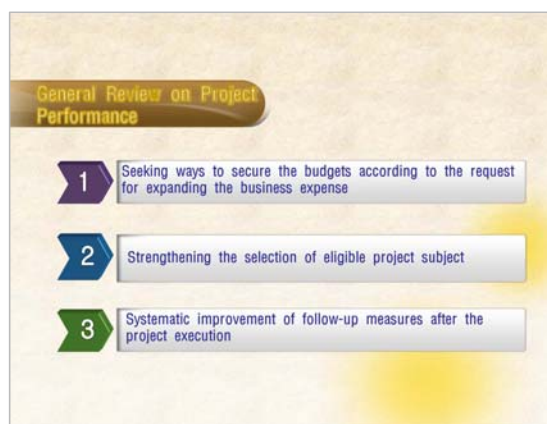 General Review on Project
Performance
1
Seeking ways to secure the budgets according to the request
for expanding the business expense
2
Strengthening the selection of eligible project subject
3
Systematic improvement of follow-up measures after the
project execution